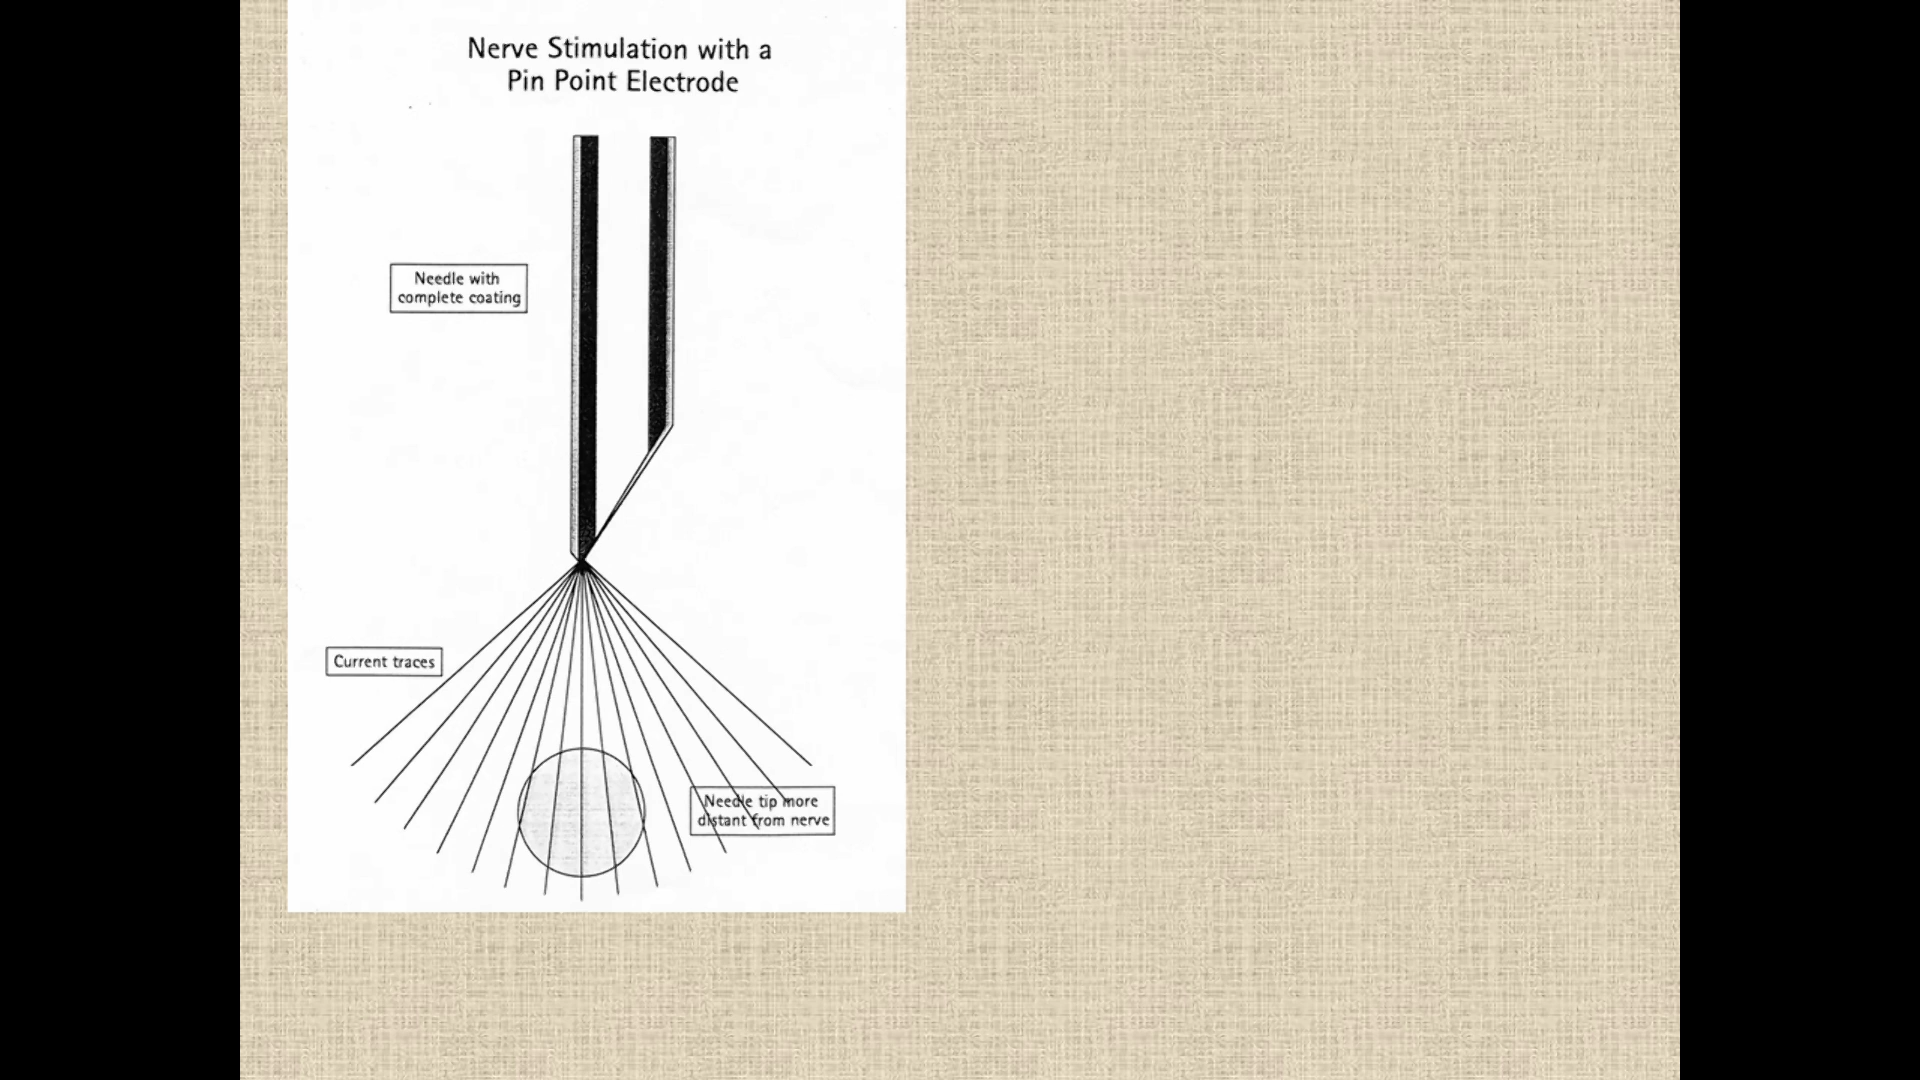 Nerve Stimulation with a
Pin Point Electrode
Needle with
complete coating
Current traces
Needle tip more
distant from nerve